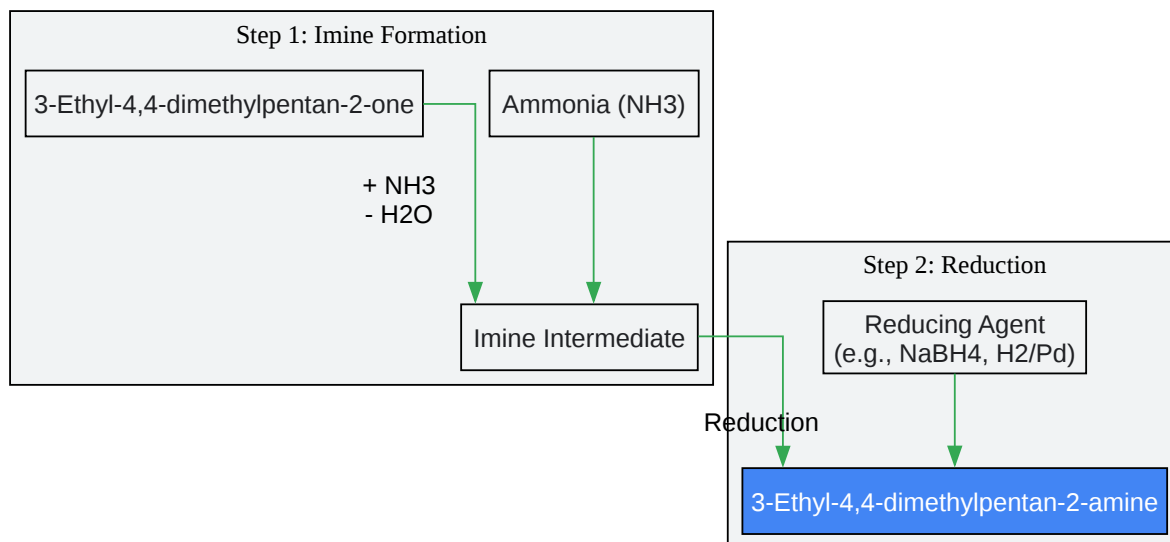 Step 1: Imine Formation
3-Ethyl-4,4-dimethylpentan-2-one
Ammonia (NH3)
+ NH3
- H2O
Imine Intermediate
Step 2: Reduction
Reducing Agent
(e.g., NaBH4, H2/Pd)
Reduction
3-Ethyl-4,4-dimethylpentan-2-amine